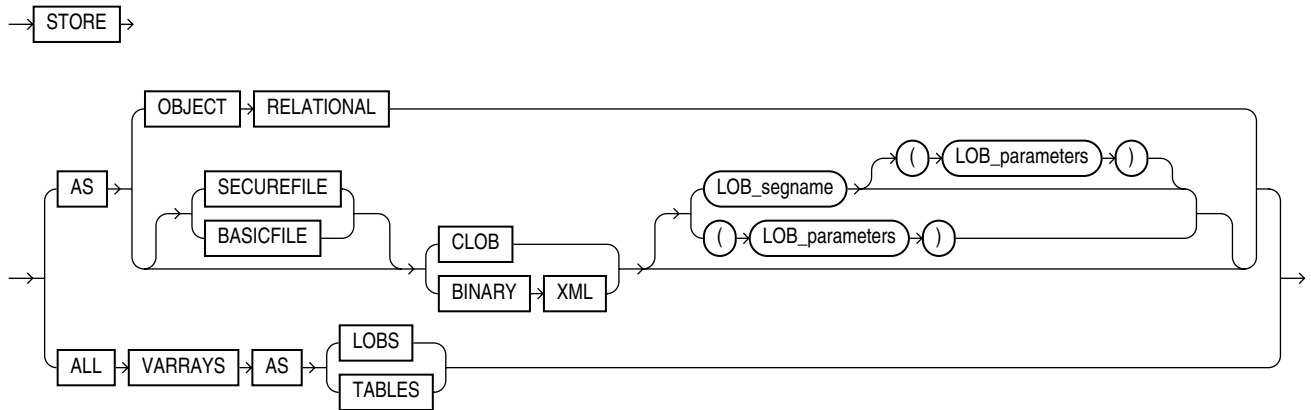 STORE
OBJECT RELATIONAL
( LOB_parameters )
AS SECUREFILE LOB_segname
BASICFILE ( LOB_parameters )
CLOB
BINARY XML
LOBS
ALL VARRAYS AS
TABLES